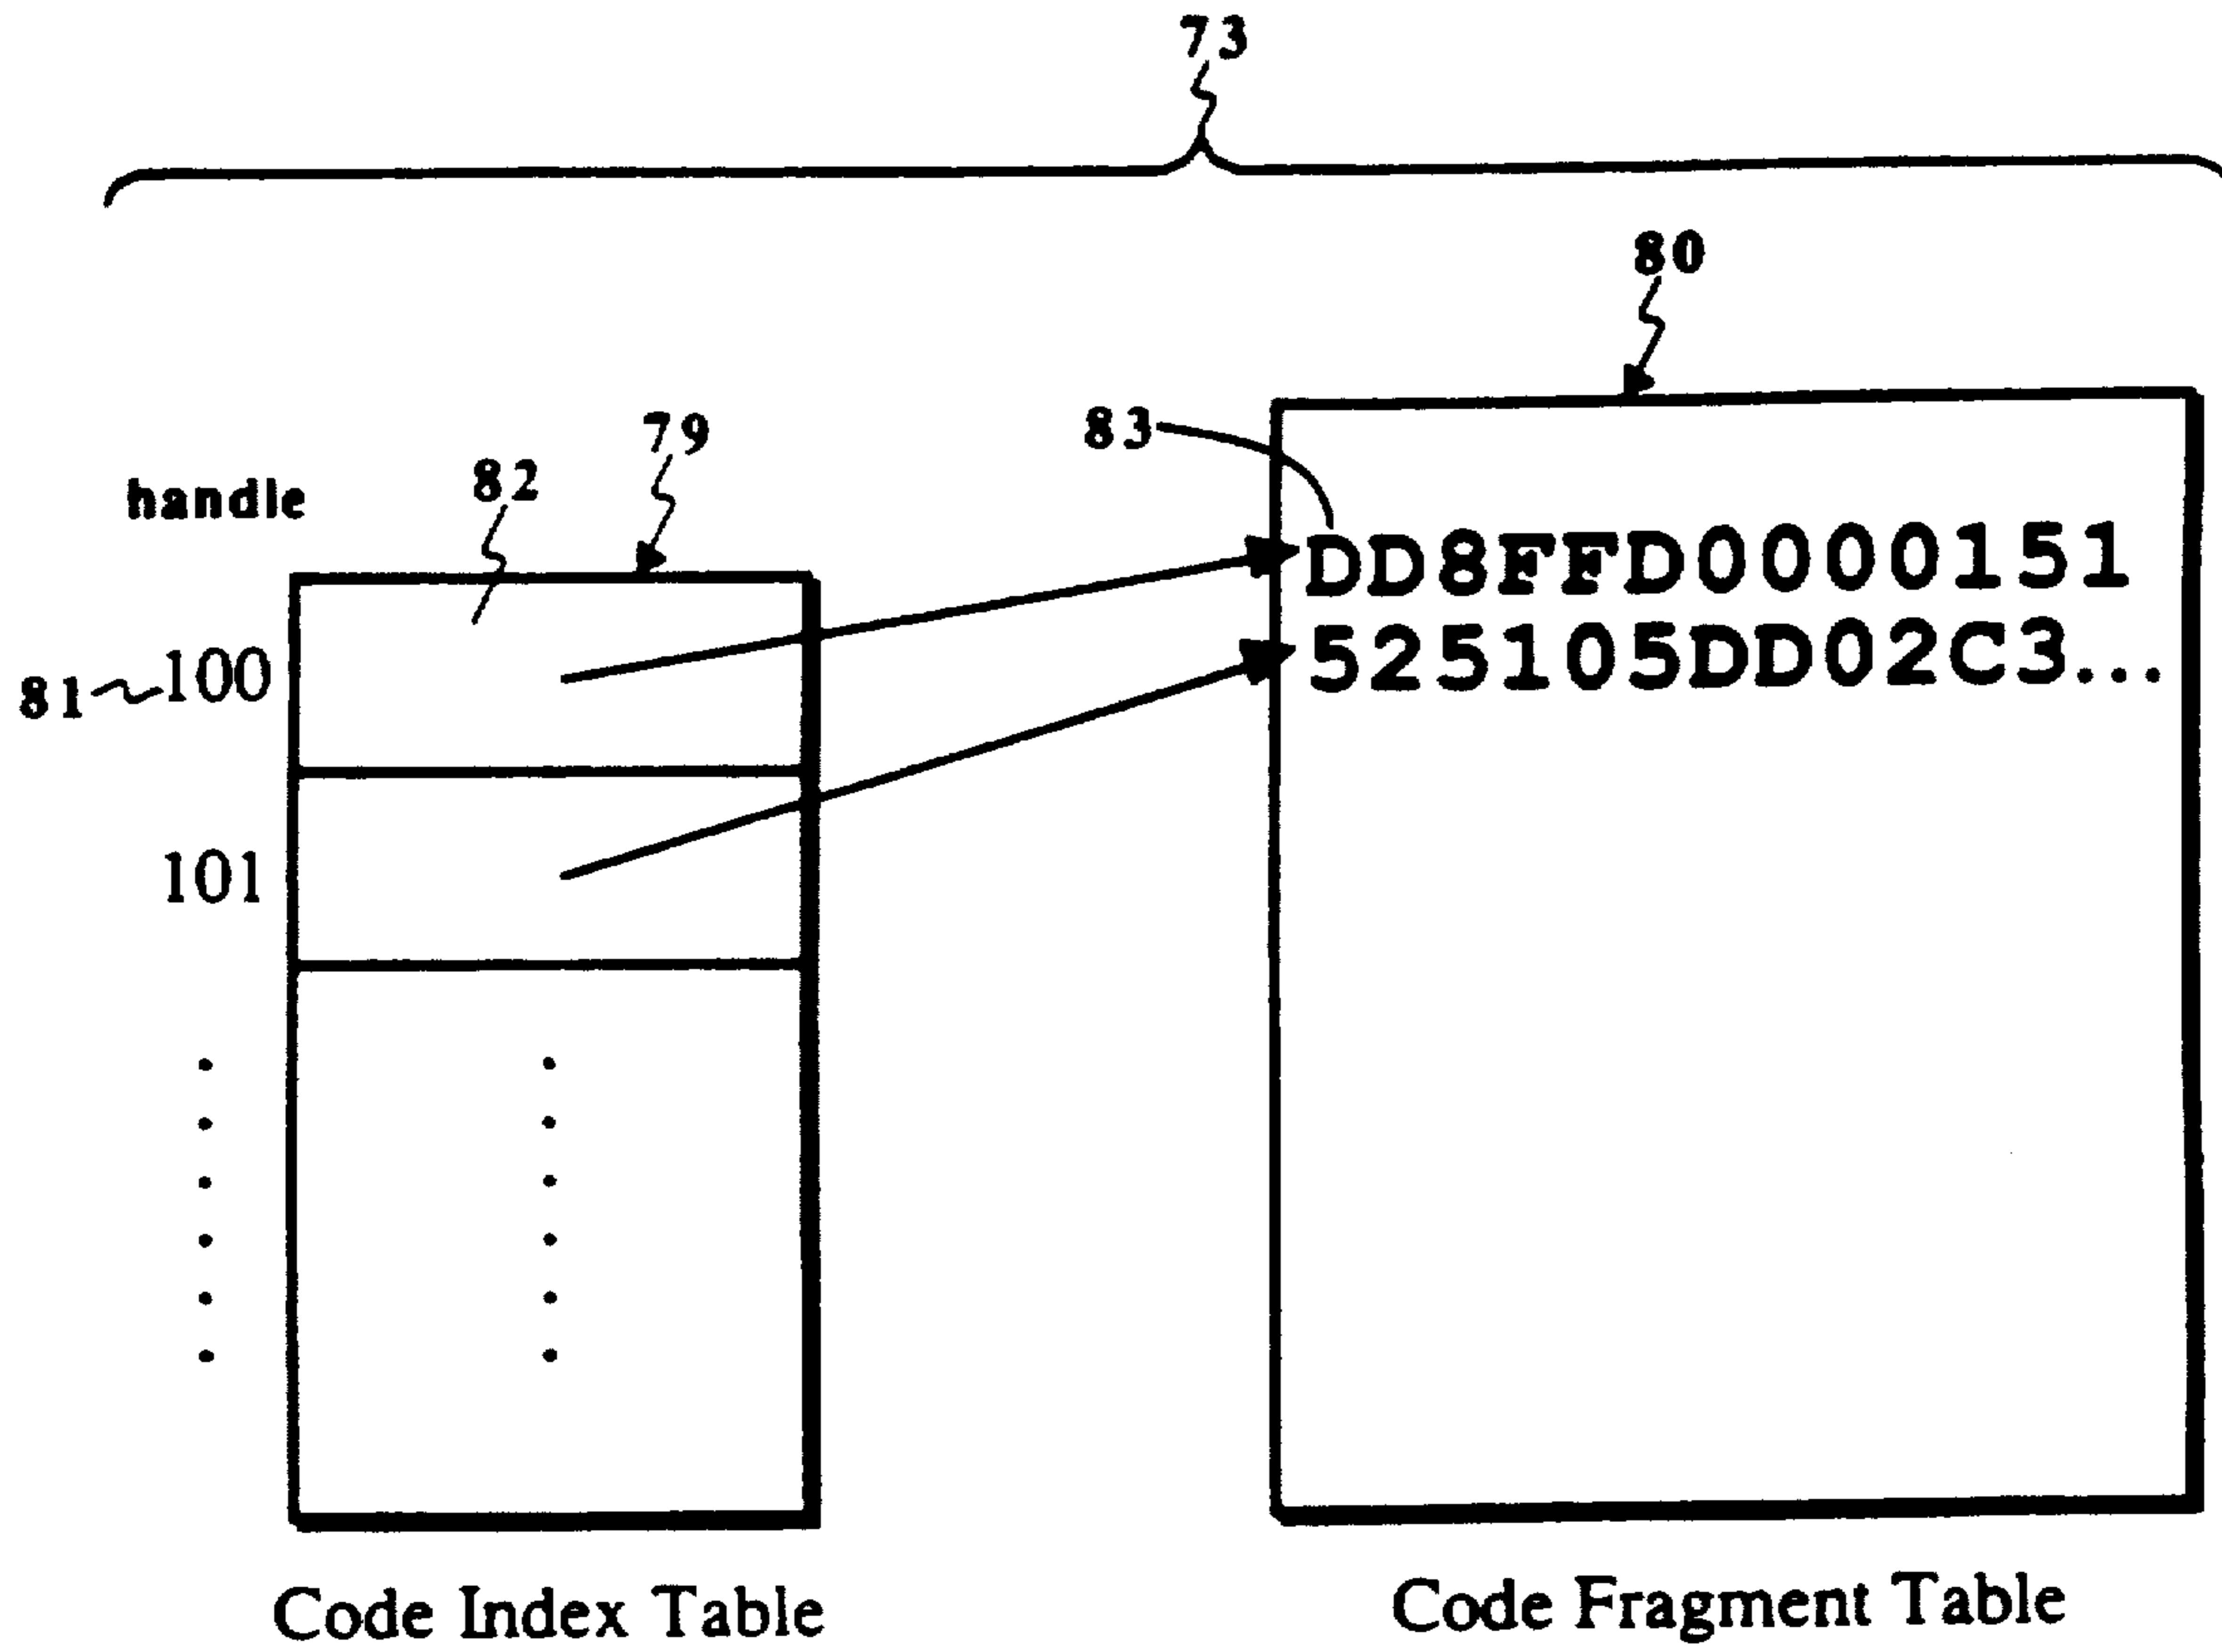 73
80
79
83
82
handle
DD8FFD0000151
525105DD02C3...
81
100
101
Code Index Table
Code Fragment Table